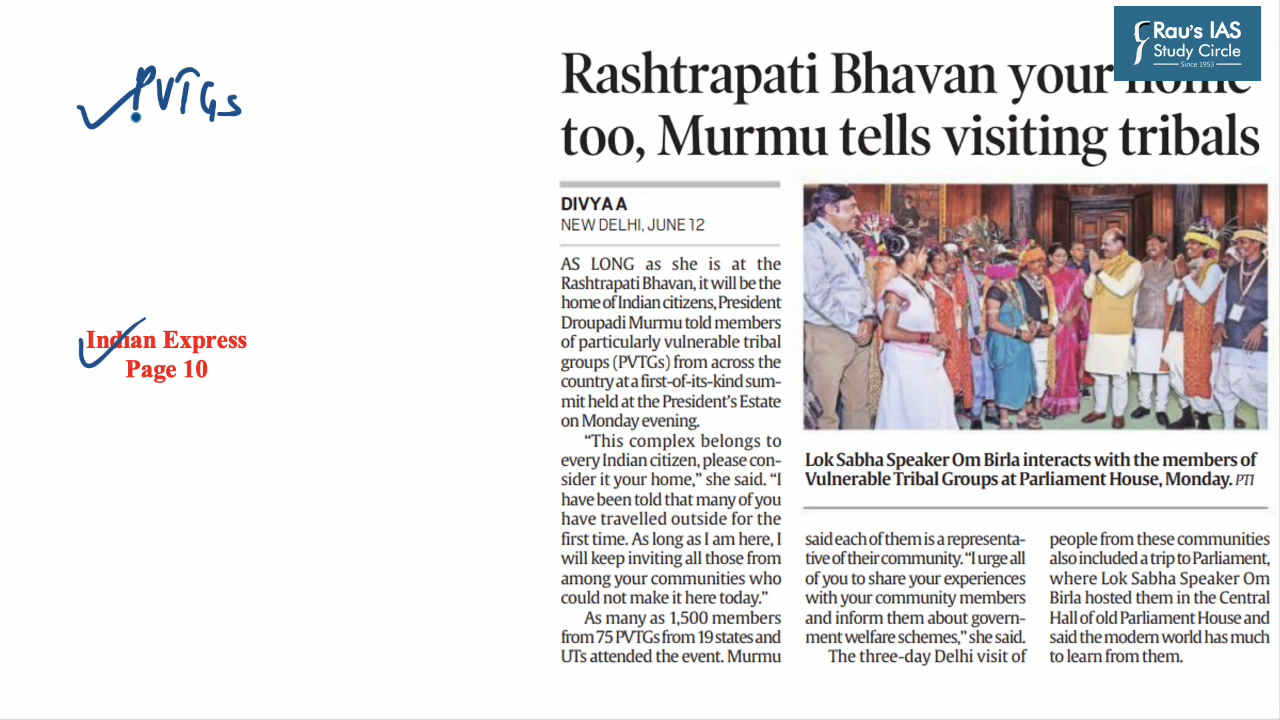 PVTGs
Indian Express
Page 10
Rau's IAS
Study Circle
Since 1953
Rashtrapati Bhavan your home
too, Murmu tells visiting tribals
DIVYA A
NEW DELHI, JUNE 12
AS LONG as she is at the
Rashtrapati Bhavan, it will be the
home of Indian citizens, President
Droupadi Murmu told members
of particularly vulnerable tribal
groups (PVTGs) from across the
country at a first-of-its-kind sum-
mit held at the President's Estate
on Monday evening.
"This complex belongs to
every Indian citizen, please con-
sider it your home," she said. "I
have been told that many of you
have travelled outside for the
first time. As long as I am here, I
will keep inviting all those from
among your communities who
could not make it here today."
As many as 1,500 members
from 75 PVTGs from 19 states and
UTs attended the event. Murmu
Lok Sabha Speaker Om Birla interacts with the members of
Vulnerable Tribal Groups at Parliament House, Monday. PTI
said each of them is a representa-
tive of their community. "I urge all
of you to share your experiences
with your community members
and inform them about govern-
ment welfare schemes," she said.
The three-day Delhi visit of
people from these communities
also included a trip to Parliament,
where Lok Sabha Speaker Om
Birla hosted them in the Central
Hall of old Parliament House and
said the modern world has much
to learn from them.